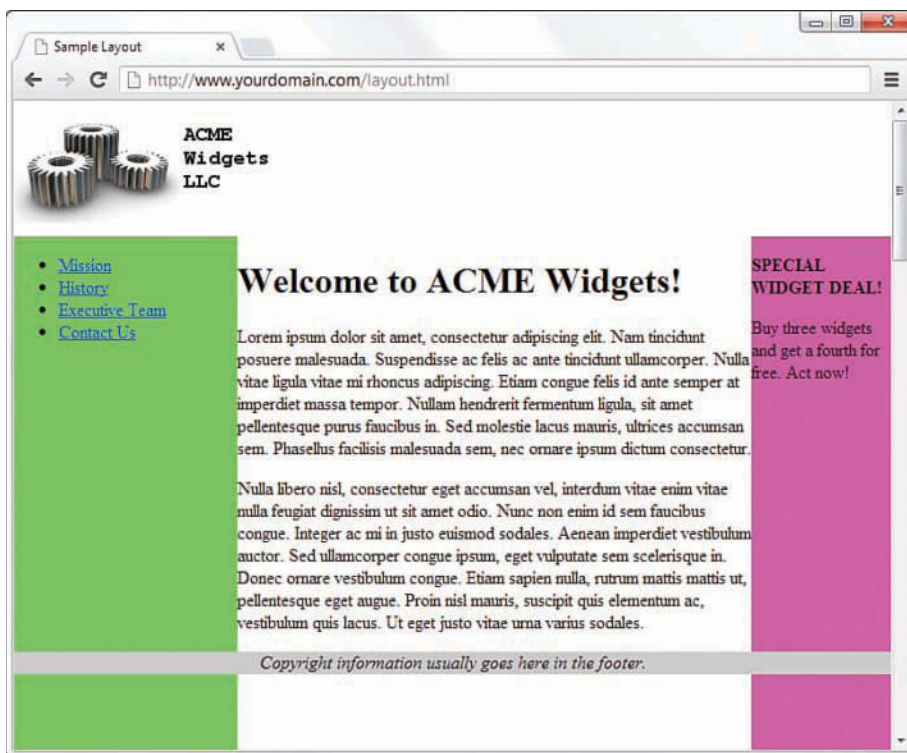 Sample Layout
http://www.yourdomain.com/layout.html
ACME
Widgets
LLC
Mission
History
Executive Team
Contact Us
Welcome to ACME Widgets!
Lorem ipsum dolor sit amet, consectetur adipiscing elit. Nam tincidunt
posuere malesuada. Suspendisse ac felis ac ante tincidunt ullamcorper. Nulla
vitae ligula vitae mi rhoncus adipiscing. Etiam congue felis id ante semper at
imperdiet massa tempor. Nullam hendrerit fermentum ligula, sit amet
pellentesque purus faucibus in. Sed molestie lacus mauris, ultrices accumsan
sem. Phasellus facilisis malesuada sem, nec ornare ipsum dictum consectetur.
Nulla libero nisl, consectetur eget accumsan vel, interdum vitae enim vitae
nulla feugiat dignissim ut sit amet odio. Nunc non enim id sem faucibus
congue. Integer ac mi in justo euismod sodales. Aenean imperdiet vestibulum
auctor. Sed ullamcorper congue ipsum, eget vulputate sem scelerisque in.
Donec ornare vestibulum congue. Etiam sapien nulla, rutrum mattis mattis ut,
pellentesque eget augue. Proin nisl mauris, suscipit quis elementum ac,
vestibulum quis lacus. Ut eget justo vitae urna varius sodales.
SPECIAL
WIDGET DEAL!
Buy three widgets
and get a fourth for
free. Act now!
Copyright information usually goes here in the footer.